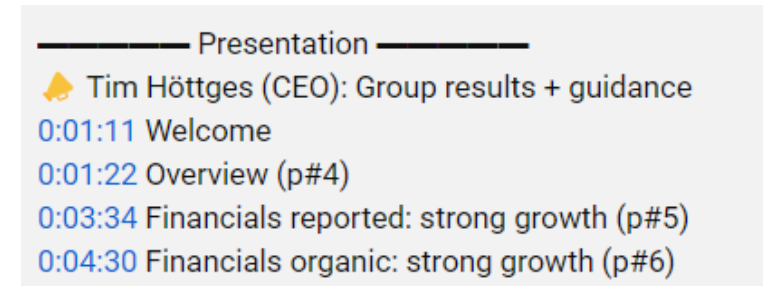 ▬▬▬▬▬ Presentation ▬▬▬▬▬
📣 Tim Höttges (CEO): Group results + guidance
0:01:11 Welcome
0:01:22 Overview (p#4)
0:03:34 Financials reported: strong growth (p#5)
0:04:30 Financials organic: strong growth (p#6)